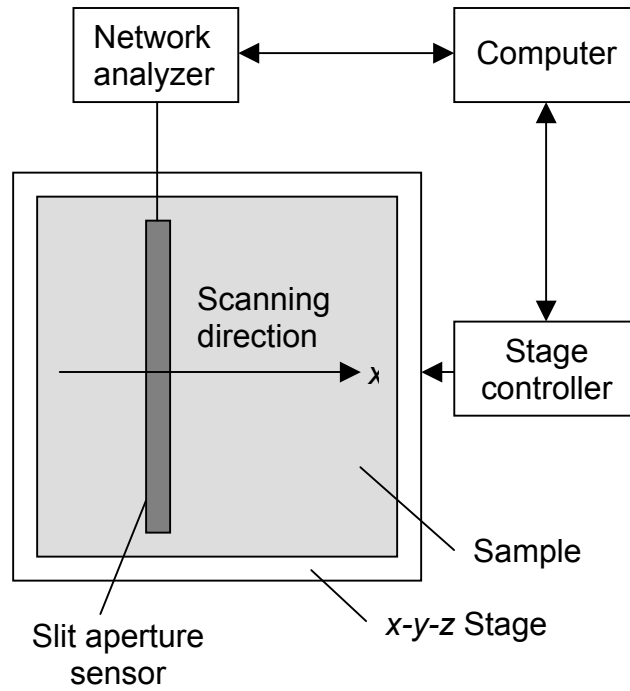 Network
analyzer
Computer
Scanning
direction
x
Stage
controller
Sample
x-y-z Stage
Slit aperture
sensor